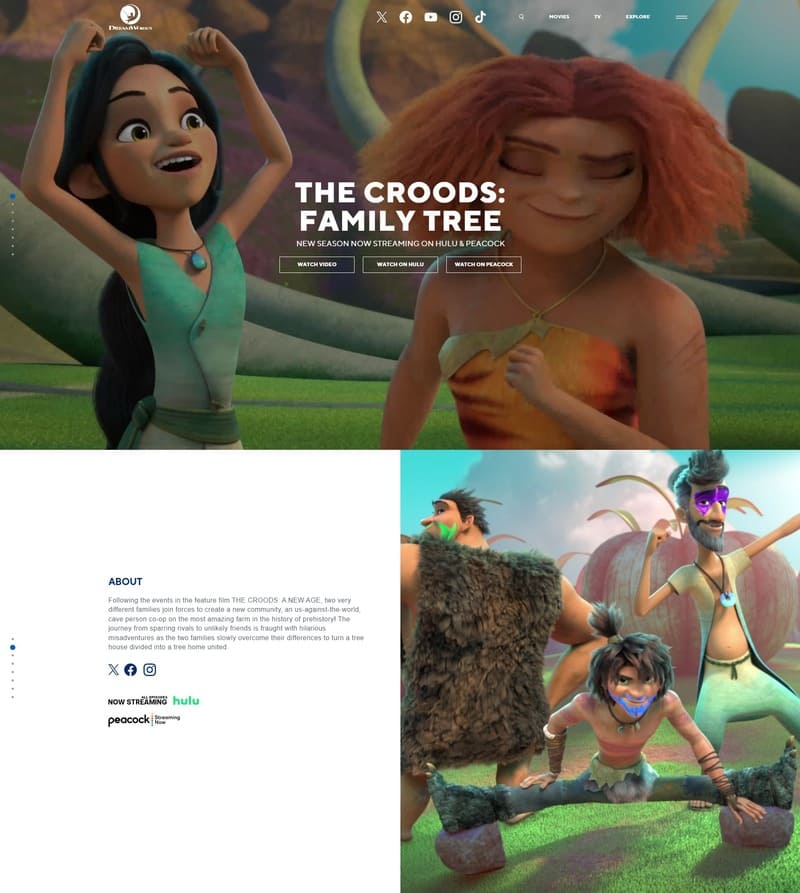 DREAMWORKS
MOVIES
TV
EXPLORE
THE CROODS:
FAMILY TREE
NEW SEASON NOW STREAMING ON HULU & PEACOCK
WATCH VIDEO
WATCH ON HULU
WATCH ON PEACOCK
ABOUT
Following the events in the feature film THE CROODS: A NEW AGE, two very
different families join forces to create a new community, an us-against-the-world,
cave person co-op on the most amazing farm in the history of prehistory! The
journey from sparring rivals to unlikely friends is fraught with hilarious
misadventures as the two families slowly overcome their differences to turn a tree
house divided into a tree home united
ALL EPISODES
NOW STREAMING hulu
peacock Streaming
Now